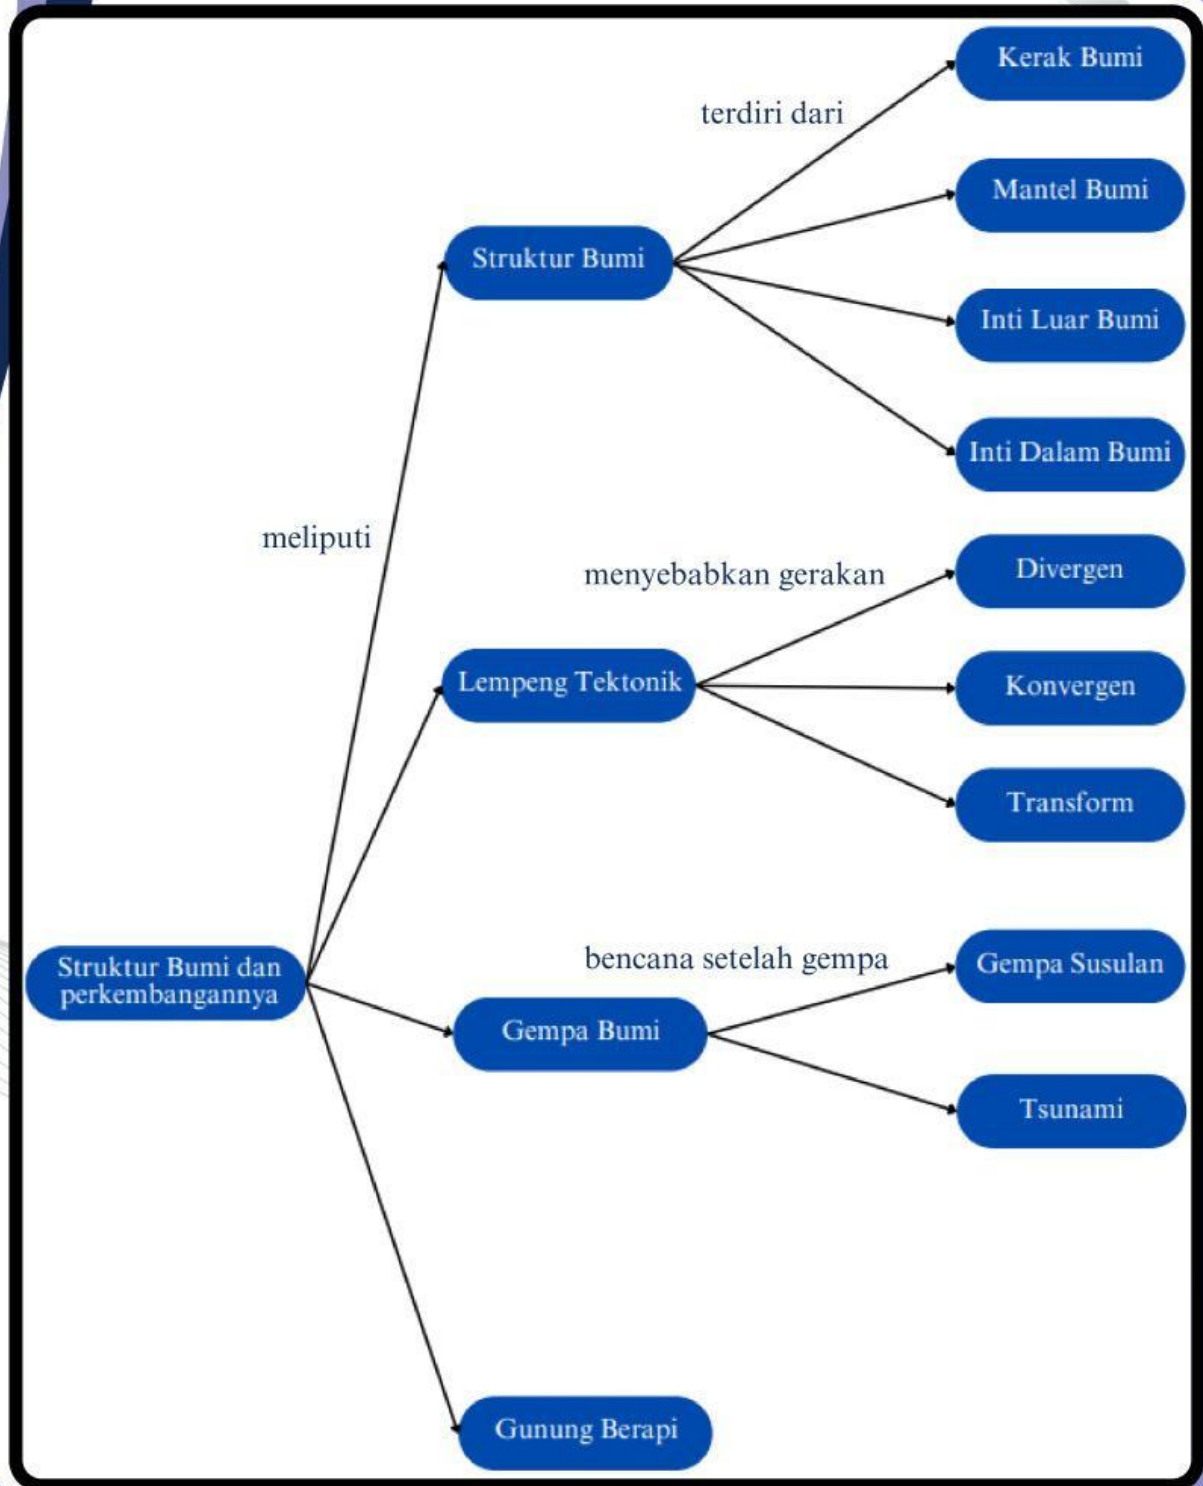 Kerak Bumi
terdiri dari
Mantel Bumi
Struktur Bumi
Inti Luar Bumi
Inti Dalam Bumi
meliputi
menyebabkan gerakan
Divergen
Lempeng Tektonik
Konvergen
Transform
Struktur Bumi dan
perkembangannya
bencana setelah gempa
Gempa Susulan
Gempa Bumi
Tsunami
Gunung Berapi